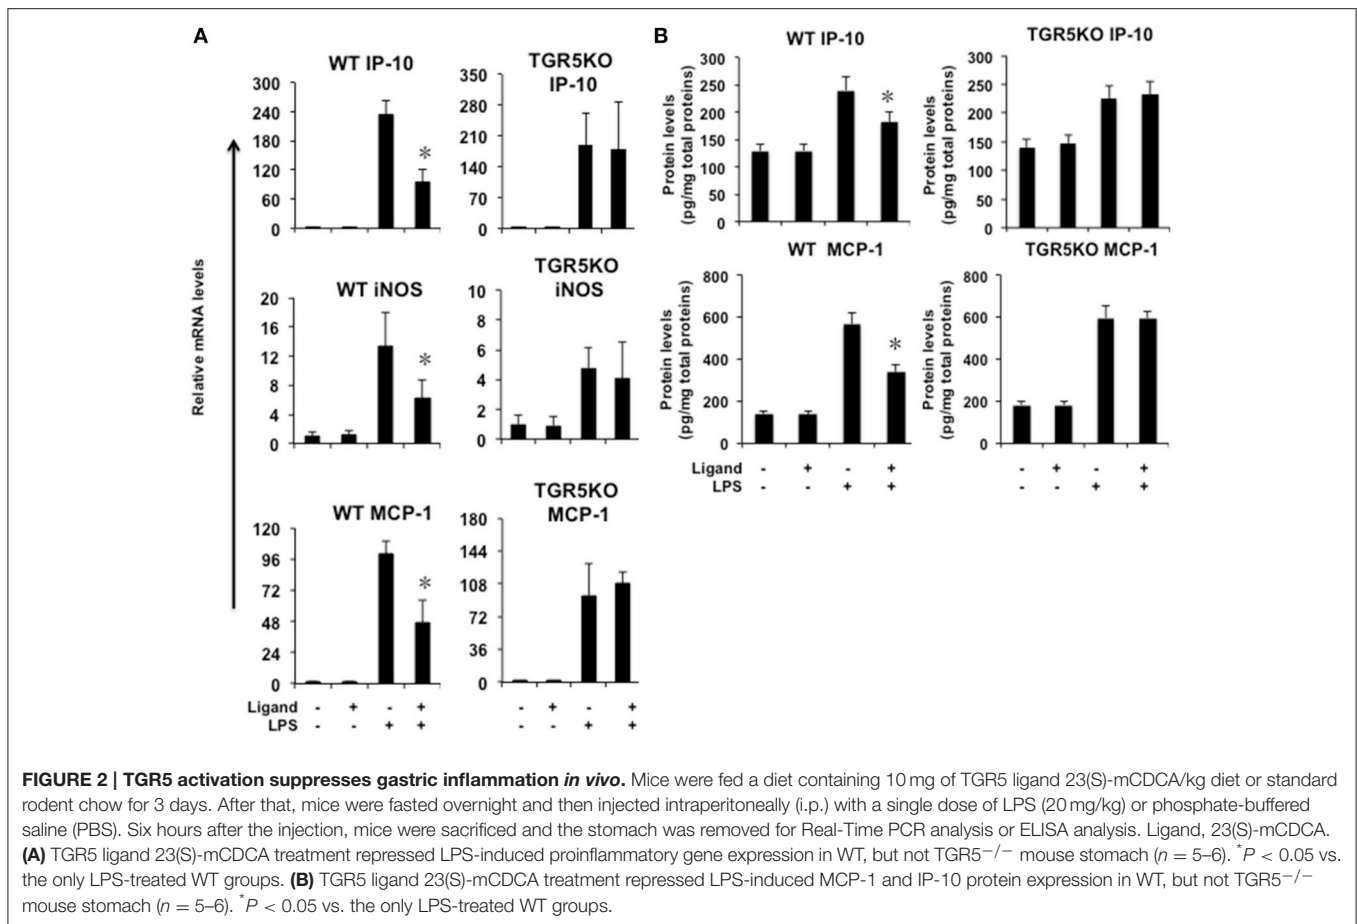 A
WT IP-10
300
240
180
120
60
0
TGR5KO
IP-10
350
280
210
140
70
0
*
Relative mRNA levels
WT iNOS
20
16
12
8
4
0
*
TGR5KO
iNOS
10
8
6
4
2
0
WT MCP-1
120
96
72
48
24
0
*
TGR5KO
MCP-1
180
144
108
72
36
0
Ligand - + - + - + - +
LPS - - + + - - + +
B
WT IP-10
Protein levels
(pg/mg total proteins)
300
250
200
150
100
50
0
*
TGR5KO IP-10
Protein levels
(pg/mg total proteins)
300
250
200
150
100
50
0
WT MCP-1
Protein levels
(pg/mg total proteins)
800
600
400
200
0
*
TGR5KO MCP-1
Protein levels
(pg/mg total proteins)
800
600
400
200
0
Ligand - + - + - + - +
LPS - - + + - - + +
FIGURE 2 | TGR5 activation suppresses gastric inflammation in vivo. Mice were fed a diet containing 10 mg of TGR5 ligand 23(S)-mCDCA/kg diet or standard
rodent chow for 3 days. After that, mice were fasted overnight and then injected intraperitoneally (i.p.) with a single dose of LPS (20 mg/kg) or phosphate-buffered
saline (PBS). Six hours after the injection, mice were sacrificed and the stomach was removed for Real-Time PCR analysis or ELISA analysis. Ligand, 23(S)-mCDCA.
(A) TGR5 ligand 23(S)-mCDCA treatment repressed LPS-induced proinflammatory gene expression in WT, but not TGR5−/− mouse stomach (n = 5–6). *P < 0.05 vs.
the only LPS-treated WT groups. (B) TGR5 ligand 23(S)-mCDCA treatment repressed LPS-induced MCP-1 and IP-10 protein expression in WT, but not TGR5−/−
mouse stomach (n = 5–6). *P < 0.05 vs. the only LPS-treated WT groups.